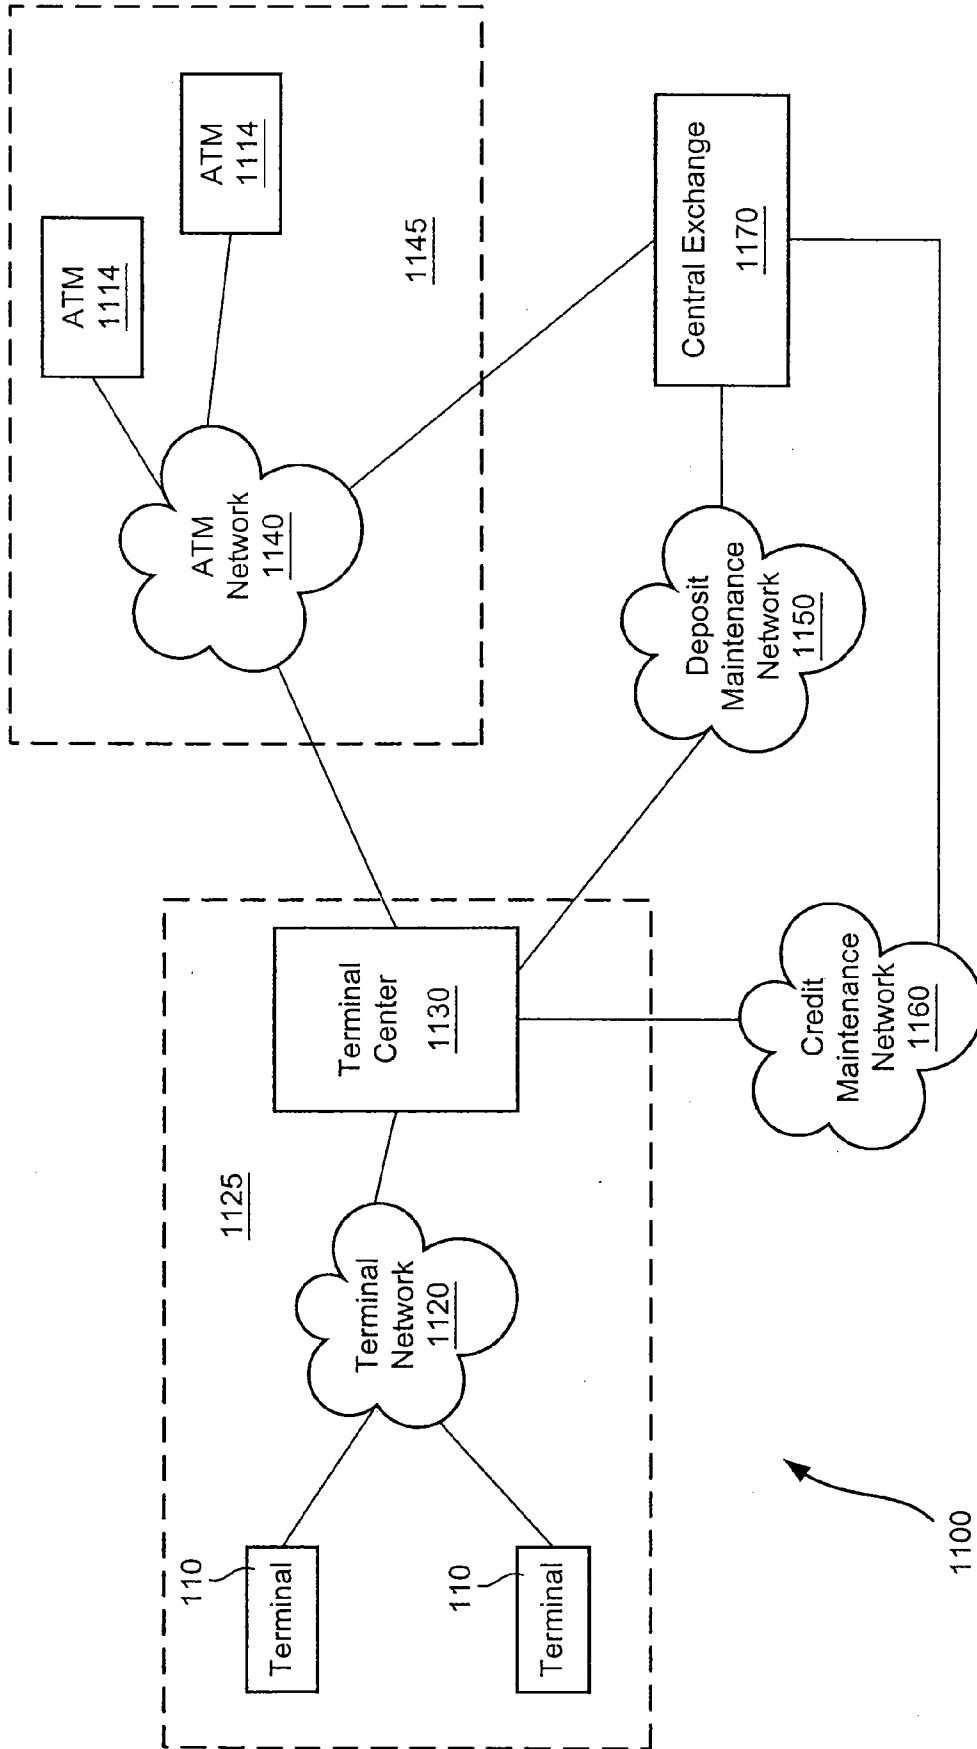 ATM
1114
ATM
1114
1145
ATM
Network
1140
Central Exchange
1170
Deposit
Maintenance
Network
1150
Terminal
Center
1130
Credit
Maintenance
Network
1160
1125
Terminal
Network
1120
110
Terminal
110
Terminal
1100